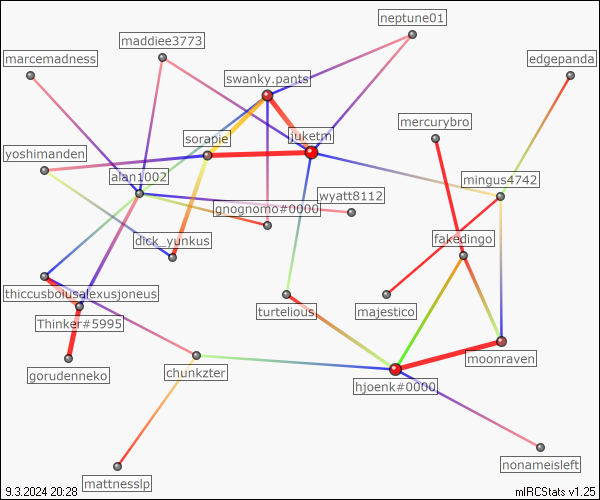 neptune01
maddiee3773
marcemadness
edgepanda
swanky.pants
mercurybro
sorapie
juketm
yoshimanden
alan1002
mingus4742
wyatt8112
gnognomo#0000
dick_yunkus
fakedingo
thiccusboiusalexusjoneus
turtelious
majestico
Thinker#5995
moonraven
gorudenneko
chunkzter
hjoenk#0000
nonameisleft
mattnesslp
9.3.2024 20:28
mIRCStats v1.25